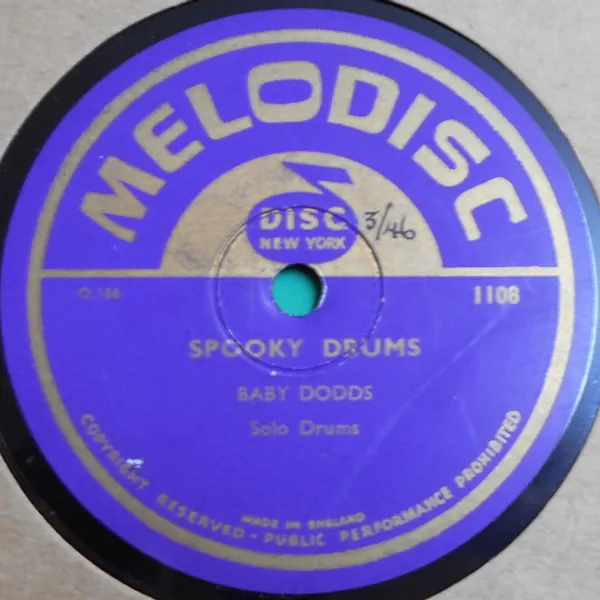 MELODISC
DISC
NEW YORK
3/46
1108
SPOOKY DRUMS
BABY DODDS
Solo Drums
COPYRIGHT RESERVED · PUBLIC PERFORMANCE PROHIBITED
MADE IN ENGLAND